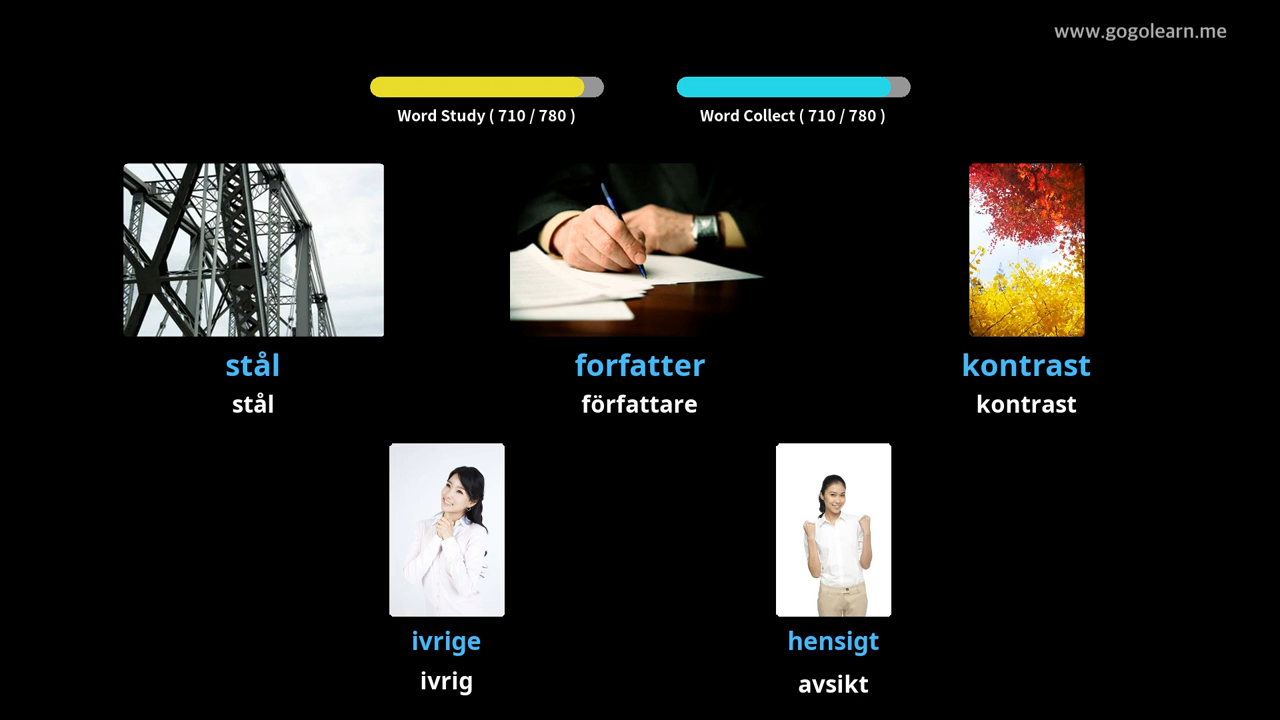 www.gogolearn.me
Word Study ( 710 / 780 )
Word Collect ( 710 / 780 )
stål
stål
forfatter
författare
kontrast
kontrast
ivrige
ivrig
hensigt
avsikt